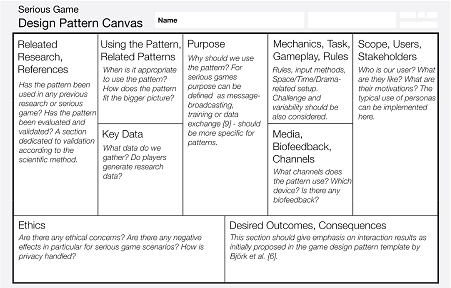 Serious Game
Design Pattern Canvas
Name
Releated
Research,
References
Has the pattern been
used in any previous
research or serious
game? Has the pattern
been evaluated and
validated? A section
dedicated to validation
according to the
scientific method.
Using the Pattern,
Related Patterns
When is it appropriate
to use the pattern?
How does the pattern
fit the bigger picture?
Key Data
What data do we
gather? Do players
generate research
data?
Purpose
Why should we use
the pattern? For
serious games
purpose can be
defined as message-
broadcasting,
training or data
exchange [9] - should
be more specific for
patterns.
Mechanics, Task,
Gameplay, Rules
Rules, input methods,
Space/Time/Drama-
related setup.
Challenge and
variability should be
also considered.
Media,
Biofeedback,
Channels
What channels does
the pattern use? Which
device? Is there any
biofeedback?
Scope, Users,
Stakeholders
Who is our user? What
are they like? What are
their motivations? The
typical use of personas
can be implemented
here.
Ethics
Are there any ethical concerns? Are there any negative
effects in particular for serious game scenarios? How is
privacy handled?
Desired Outcomes, Consequences
This section should give emphasis on interaction results as
initially proposed in the game design pattern template by
Björk et al. [6].